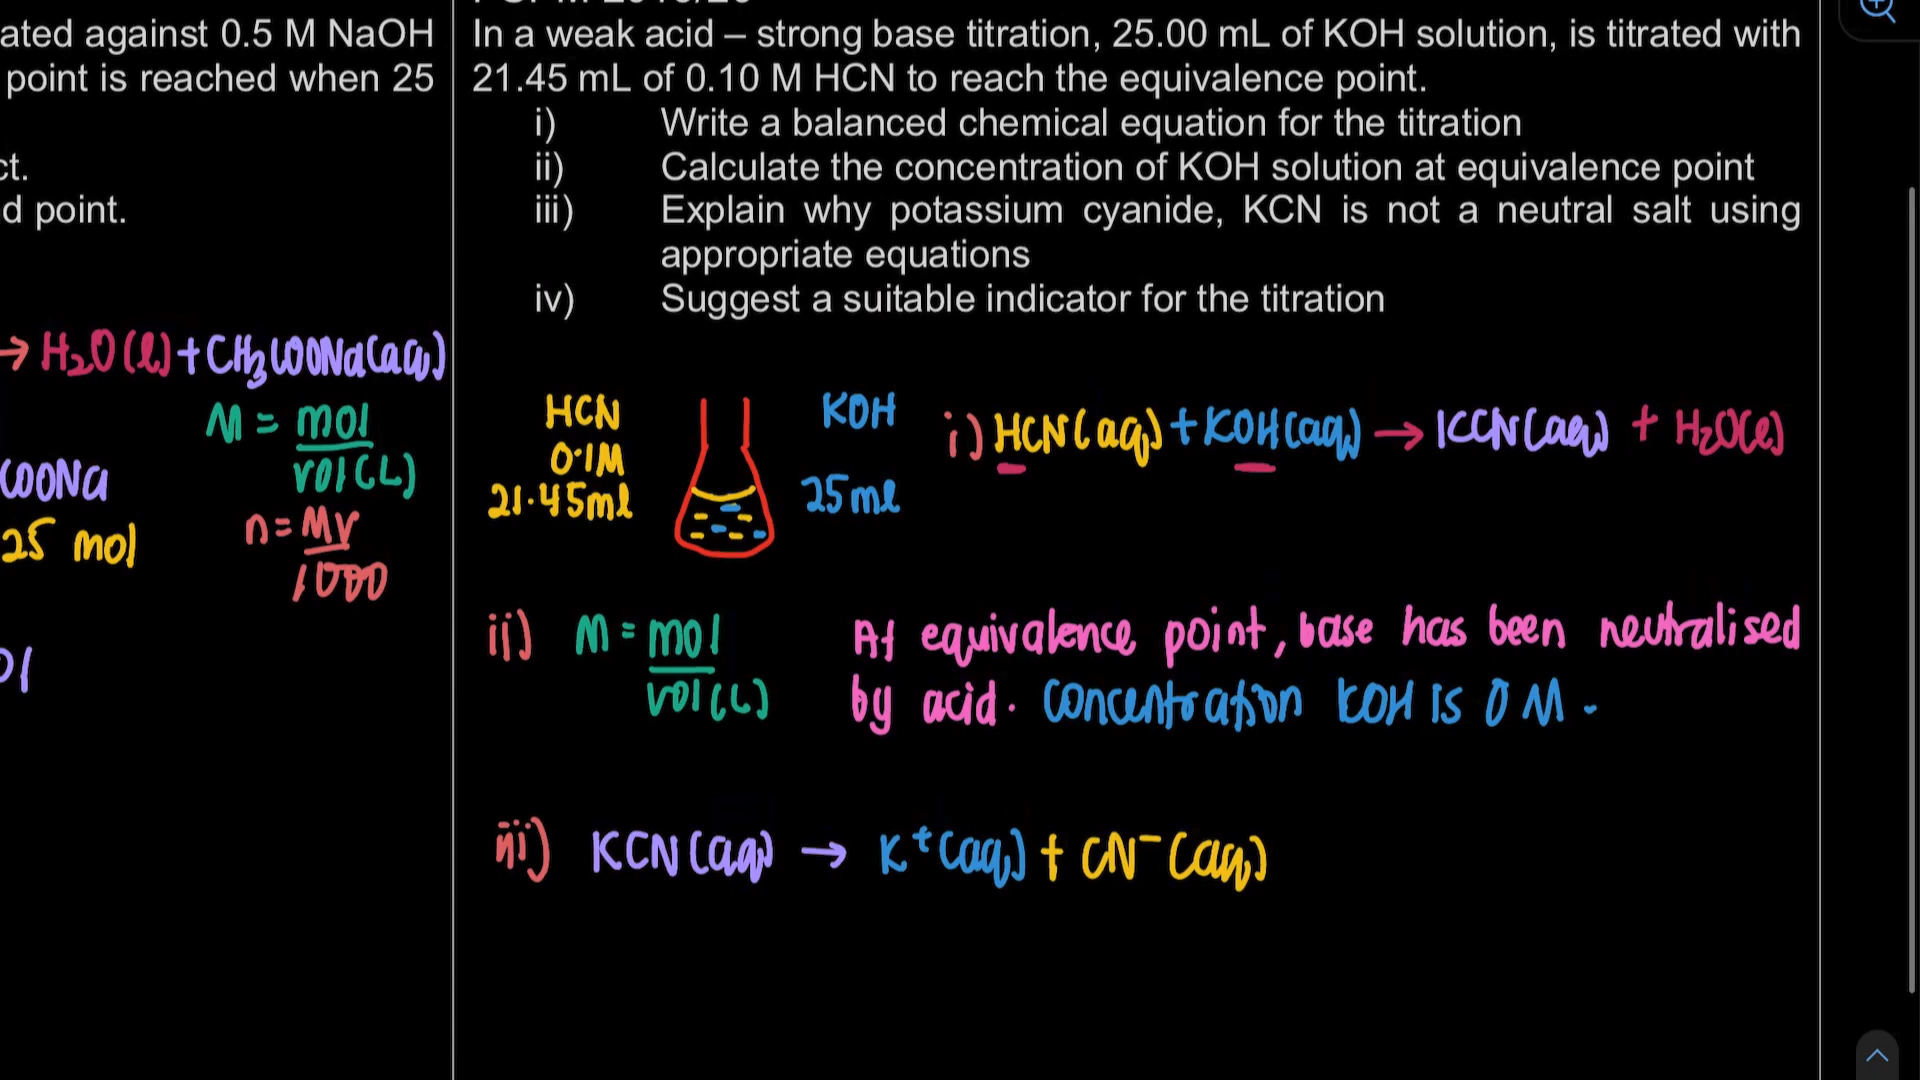 ated against 0.5 M NaOH
point is reached when 25
ct.
d point.
→ H₂O(l) + CH₃COONa(aq)
M = mol
vol(L)
COONa
n = MV
1000
25 mol
ol
In a weak acid – strong base titration, 25.00 mL of KOH solution, is titrated with
21.45 mL of 0.10 M HCN to reach the equivalence point.
i) Write a balanced chemical equation for the titration
ii) Calculate the concentration of KOH solution at equivalence point
iii) Explain why potassium cyanide, KCN is not a neutral salt using
appropriate equations
iv) Suggest a suitable indicator for the titration
HCN
0.1M
21.45ml
KOH
25ml
i) HCN(aq) + KOH(aq) → KCN(aq) + H₂O(l)
ii) M = mol
vol(L)
At equivalence point, base has been neutralised
by acid. Concentration KOH is 0 M.
iii) KCN(aq) → K⁺(aq) + CN⁻(aq)